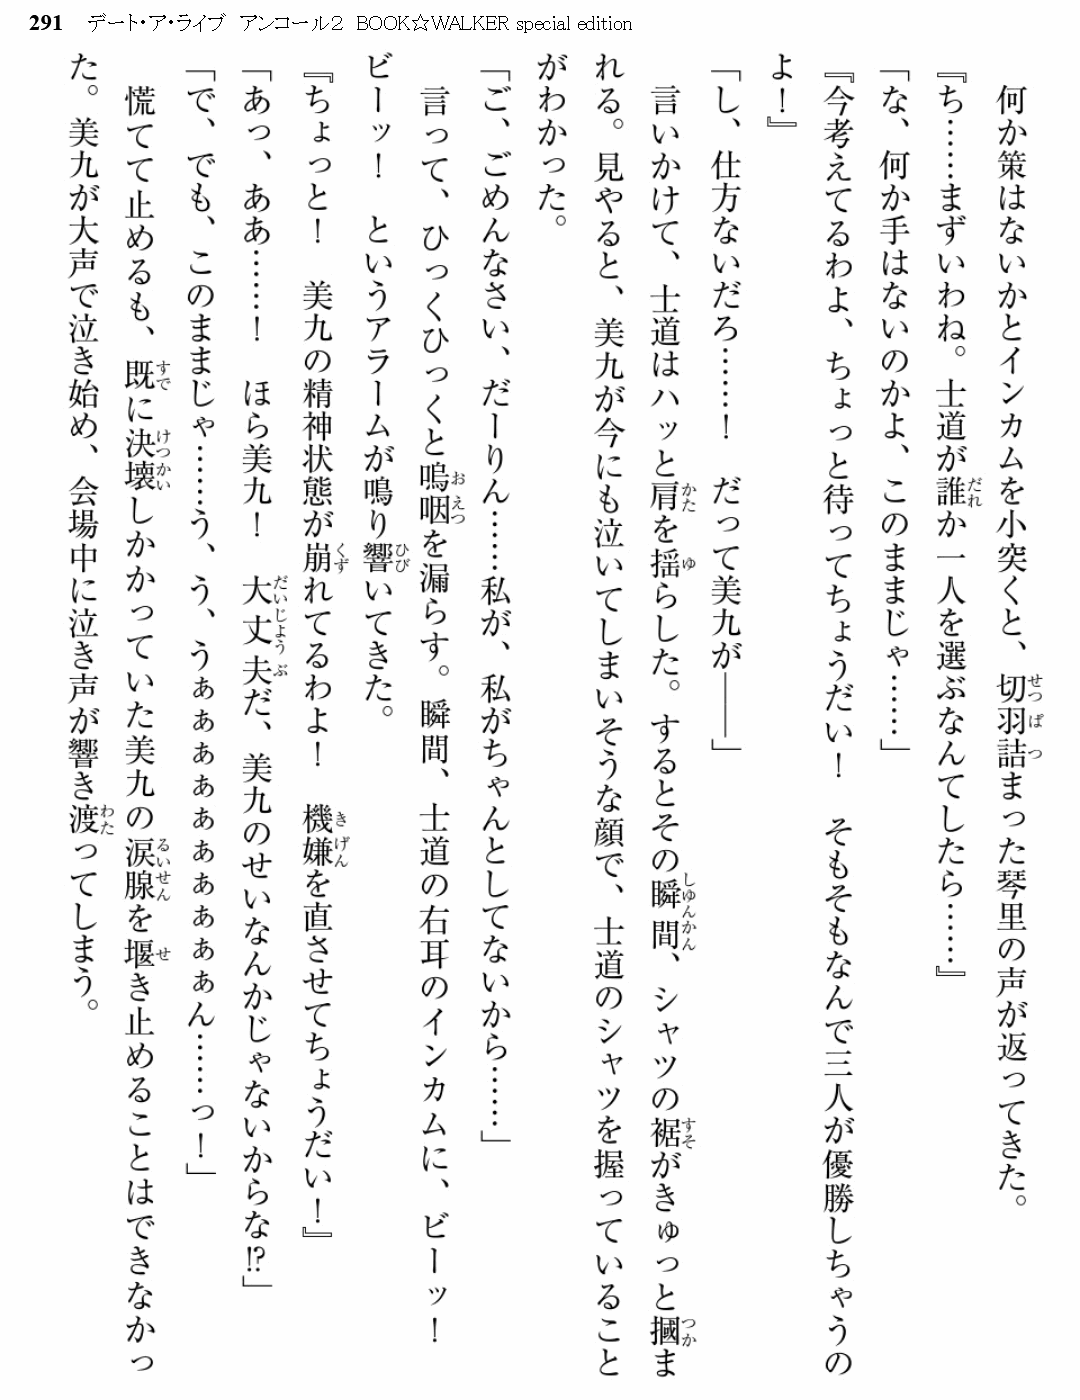 291 デート・ア・ライブ アンコール２ BOOK☆WALKER special edition
何か策はないかとインカムを小突くと、切羽詰まった琴里の声が返ってきた。
『ち……まずいわね。士道が誰か一人を選ぶなんてしたら……』
「な、何か手はないのかよ、このままじゃ……」
『今考えてるわよ、ちょっと待ってちょうだい！　そもそもなんで三人が優勝しちゃうの
よ！』
「し、仕方ないだろ……！　だって美九が――」
言いかけて、士道はハッと肩を揺らした。するとその瞬間、シャツの裾がきゅっと摑ま
れる。見やると、美九が今にも泣いてしまいそうな顔で、士道のシャツを握っていること
がわかった。
「ご、ごめんなさい、だーりん……私が、私がちゃんとしてないから……」
言って、ひっくひっくと嗚咽を漏らす。瞬間、士道の右耳のインカムに、ビーッ！
ビーッ！　というアラームが鳴り響いてきた。
『ちょっと！　美九の精神状態が崩れてるわよ！　機嫌を直させてちょうだい！』
「あっ、ああ……！　ほら美九！　大丈夫だ、美九のせいなんかじゃないからな!?」
「で、でも、このままじゃ……う、う、うぁぁぁぁぁぁぁぁぁぁん……っ！」
慌てて止めるも、既に決壊しかかっていた美九の涙腺を堰き止めることはできなかっ
た。美九が大声で泣き始め、会場中に泣き声が響き渡ってしまう。